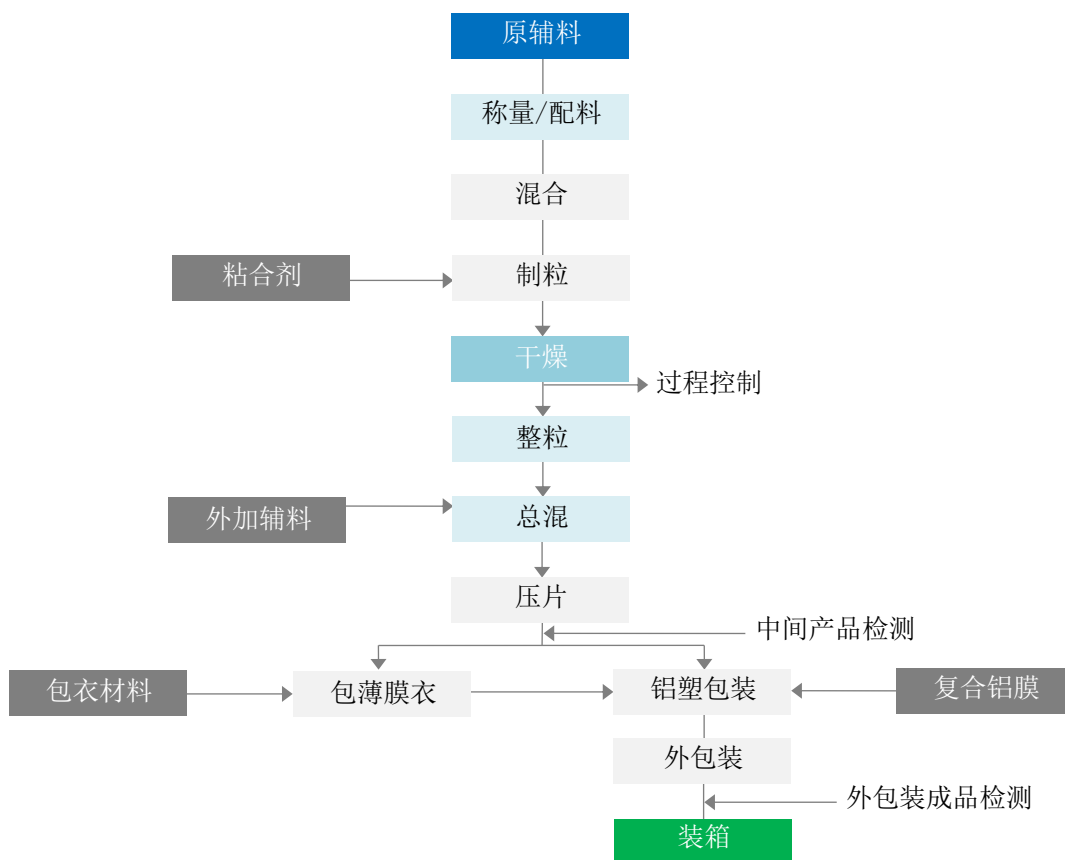 原辅料
称量/配料
混合
粘合剂
制粒
干燥
过程控制
整粒
外加辅料
总混
压片
中间产品检测
包衣材料
包薄膜衣
铝塑包装
复合铝膜
外包装
外包装成品检测
装箱